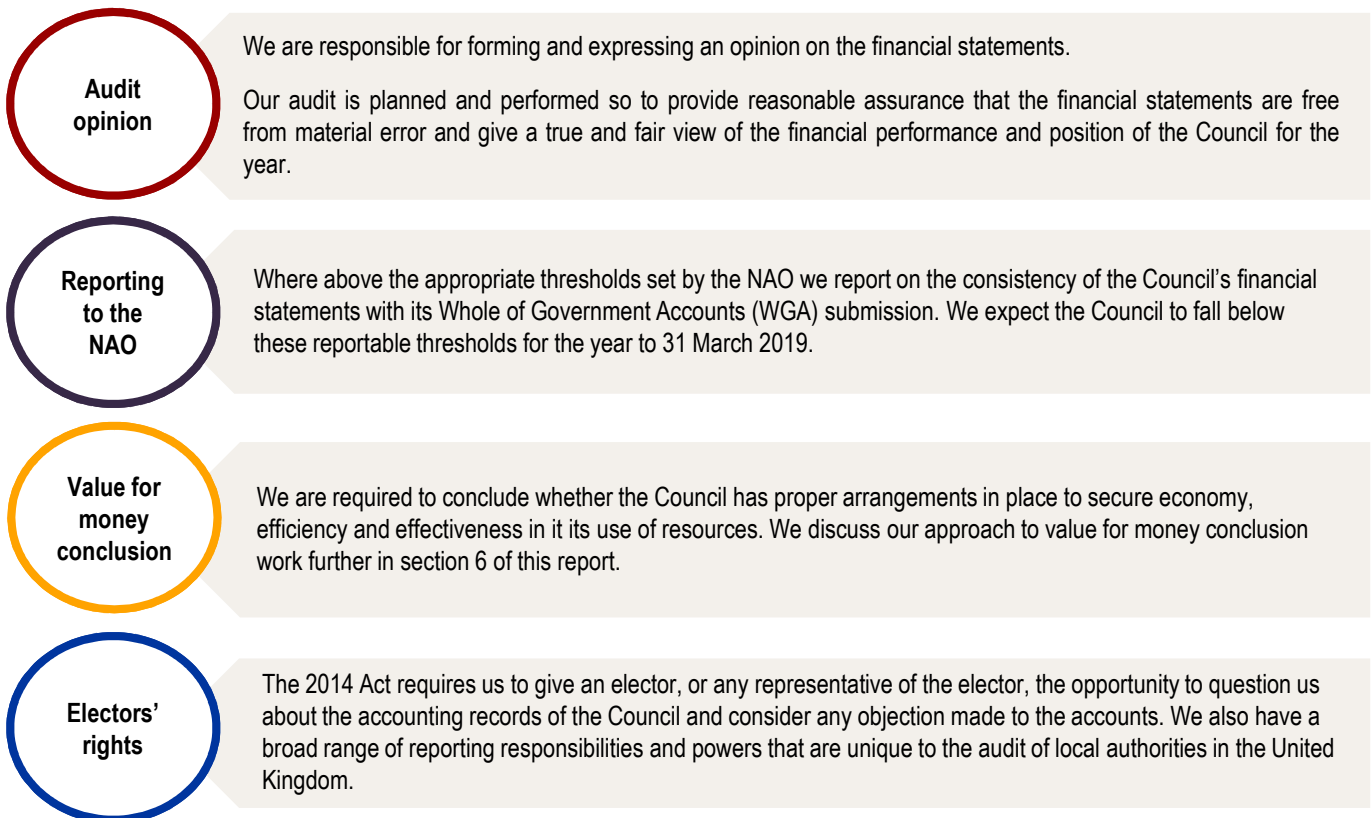 Audit
opinion
We are responsible for forming and expressing an opinion on the financial statements.
Our audit is planned and performed so to provide reasonable assurance that the financial statements are free
from material error and give a true and fair view of the financial performance and position of the Council for the
year.
Reporting
to the
NAO
Where above the appropriate thresholds set by the NAO we report on the consistency of the Council’s financial
statements with its Whole of Government Accounts (WGA) submission. We expect the Council to fall below
these reportable thresholds for the year to 31 March 2019.
Value for
money
conclusion
We are required to conclude whether the Council has proper arrangements in place to secure economy,
efficiency and effectiveness in it its use of resources. We discuss our approach to value for money conclusion
work further in section 6 of this report.
Electors’
rights
The 2014 Act requires us to give an elector, or any representative of the elector, the opportunity to question us
about the accounting records of the Council and consider any objection made to the accounts. We also have a
broad range of reporting responsibilities and powers that are unique to the audit of local authorities in the United
Kingdom.